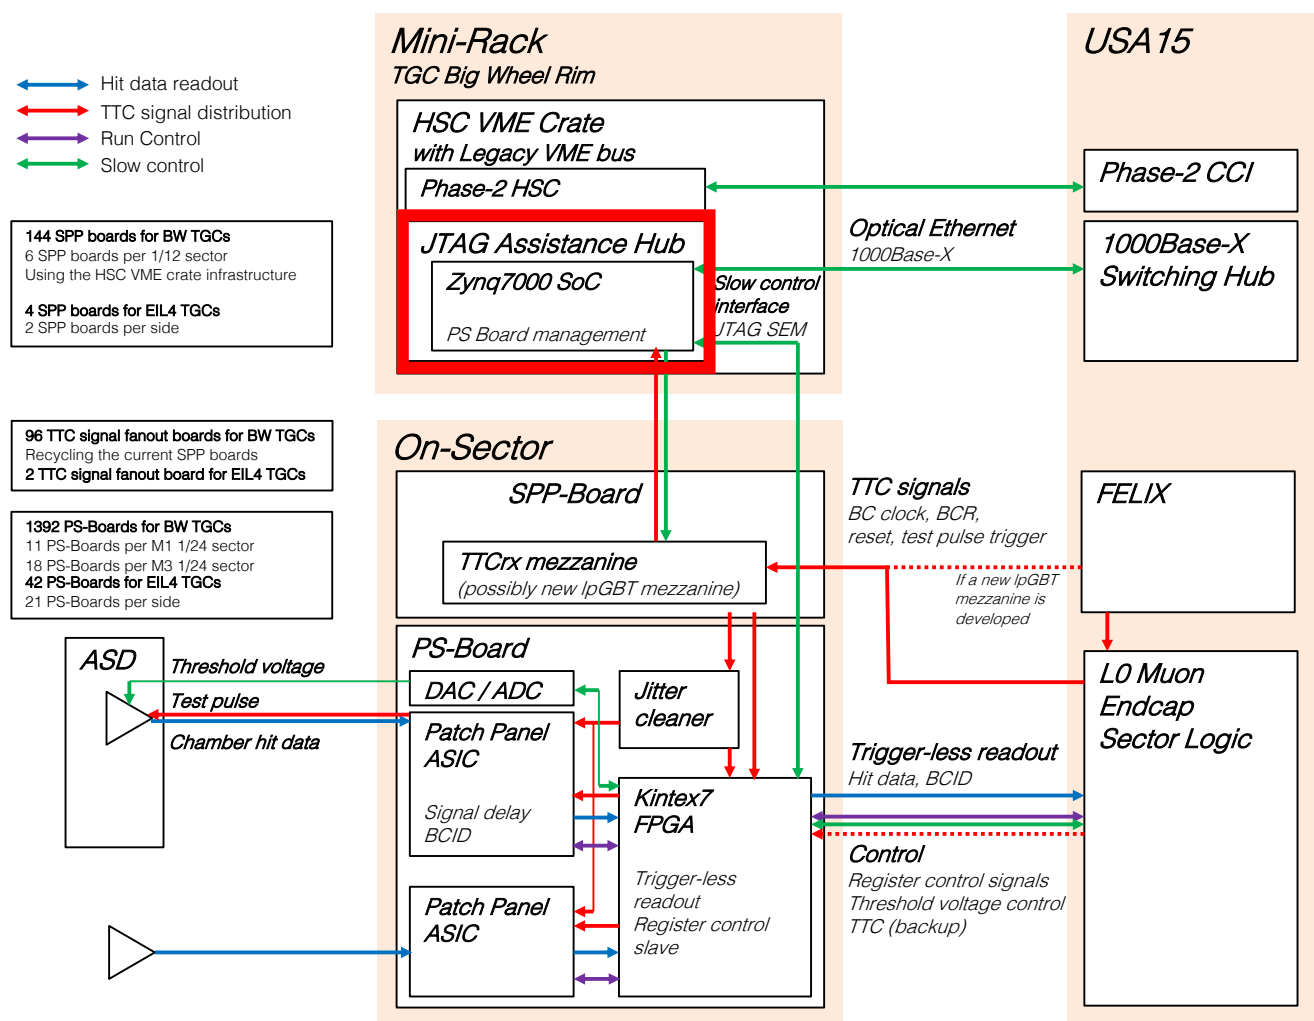 Hit data readout
TTC signal distribution
Run Control
Slow control
144 SPP boards for BW TGCs
6 SPP boards per 1/12 sector
Using the HSC VME crate infrastructure
4 SPP boards for EIL4 TGCs
2 SPP boards per side
96 TTC signal fanout boards for BW TGCs
Recycling the current SPP boards
2 TTC signal fanout board for EIL4 TGCs
1392 PS-Boards for BW TGCs
11 PS-Boards per M1 1/24 sector
18 PS-Boards per M3 1/24 sector
42 PS-Boards for EIL4 TGCs
21 PS-Boards per side
ASD
Threshold voltage
Test pulse
Chamber hit data
Mini-Rack
TGC Big Wheel Rim
HSC VME Crate
with Legacy VME bus
Phase-2 HSC
JTAG Assistance Hub
Zynq7000 SoC
PS Board management
Slow control
interface
JTAG SEM
Optical Ethernet
1000Base-X
On-Sector
SPP-Board
TTCrx mezzanine
(possibly new lpGBT mezzanine)
PS-Board
DAC / ADC
Patch Panel
ASIC
Signal delay
BCID
Patch Panel
ASIC
Jitter
cleaner
Kintex7
FPGA
Trigger-less
readout
Register control
slave
TTC signals
BC clock, BCR,
reset, test pulse trigger
If a new lpGBT
mezzanine is
developed
Trigger-less readout
Hit data, BCID
Control
Register control signals
Threshold voltage control
TTC (backup)
USA15
Phase-2 CCI
1000Base-X
Switching Hub
FELIX
L0 Muon
Endcap
Sector Logic